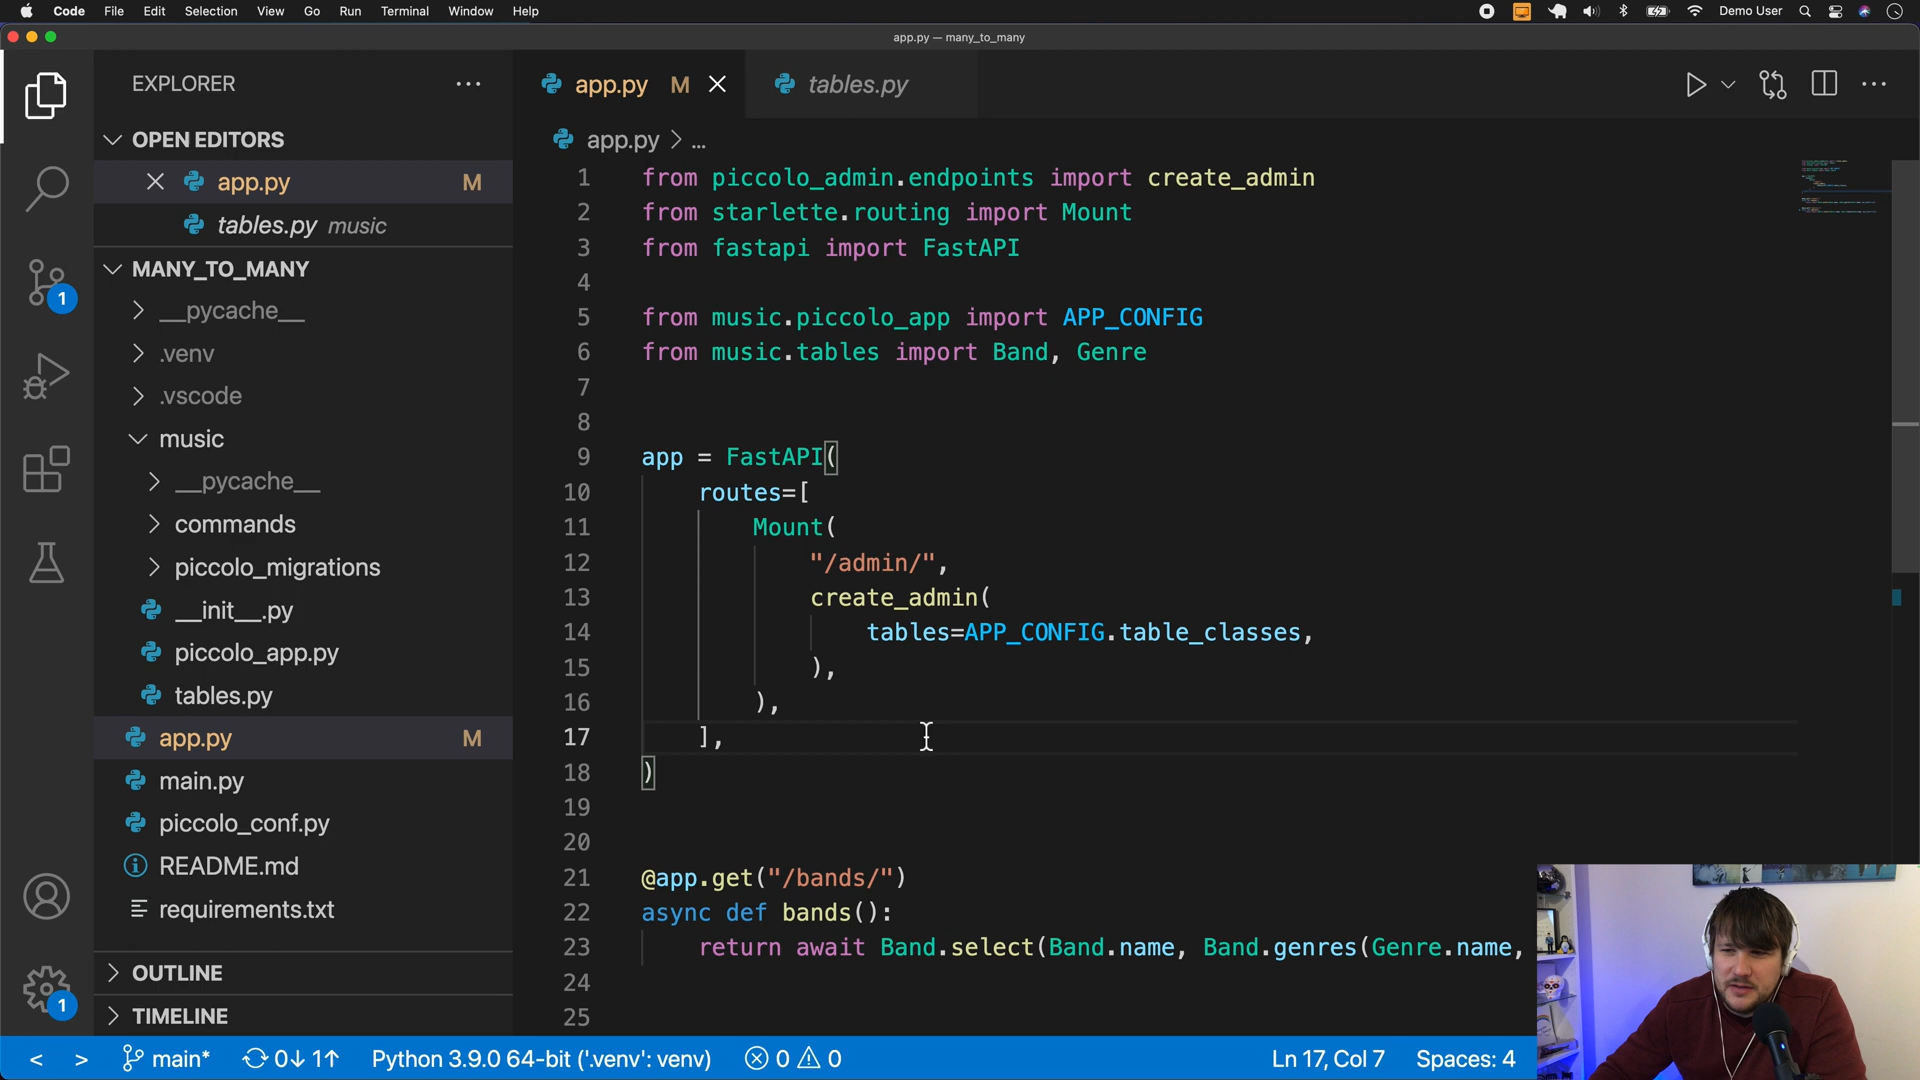 Code File Edit Selection View Go Run Terminal Window Help Demo User
app.py — many_to_many
EXPLORER
OPEN EDITORS
app.py M
tables.py music
MANY_TO_MANY
__pycache__
.venv
.vscode
music
__pycache__
commands
piccolo_migrations
__init__.py
piccolo_app.py
tables.py
app.py M
main.py
piccolo_conf.py
README.md
requirements.txt
OUTLINE
TIMELINE
1
1
app.py M
tables.py
app.py > ...
1 from piccolo_admin.endpoints import create_admin
2 from starlette.routing import Mount
3 from fastapi import FastAPI
4
5 from music.piccolo_app import APP_CONFIG
6 from music.tables import Band, Genre
7
8
9 app = FastAPI(
10 routes=[
11 Mount(
12 "/admin/",
13 create_admin(
14 tables=APP_CONFIG.table_classes,
15 ),
16 ),
17 ],
18 )
19
20
21 @app.get("/bands/")
22 async def bands():
23 return await Band.select(Band.name, Band.genres(Genre.name,
24
25
main* 0↓ 1↑ Python 3.9.0 64-bit ('.venv': venv) 0 0 Ln 17, Col 7 Spaces: 4